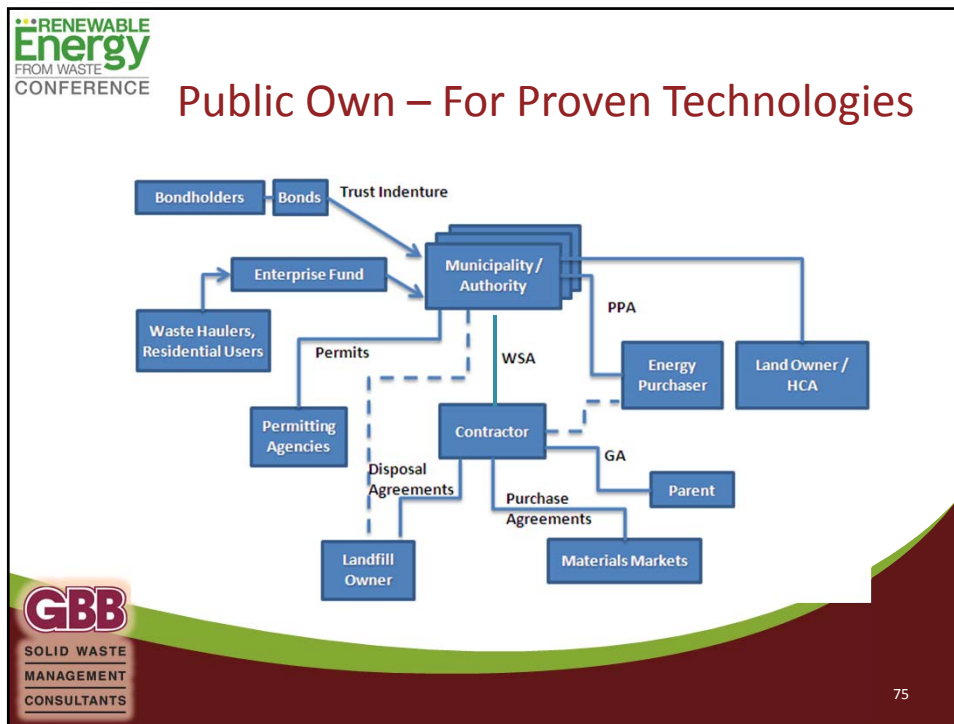 RENEWABLE
Energy
FROM WASTE
CONFERENCE
Public Own – For Proven Technologies
Bondholders
Bonds
Trust Indenture
Enterprise Fund
Municipality /
Authority
Waste Haulers,
Residential Users
Permits
PPA
WSA
Energy
Purchaser
Land Owner /
HCA
Permitting
Agencies
Contractor
Disposal
Agreements
GA
Parent
Purchase
Agreements
Landfill
Owner
Materials Markets
GBB
SOLID WASTE
MANAGEMENT
CONSULTANTS
75